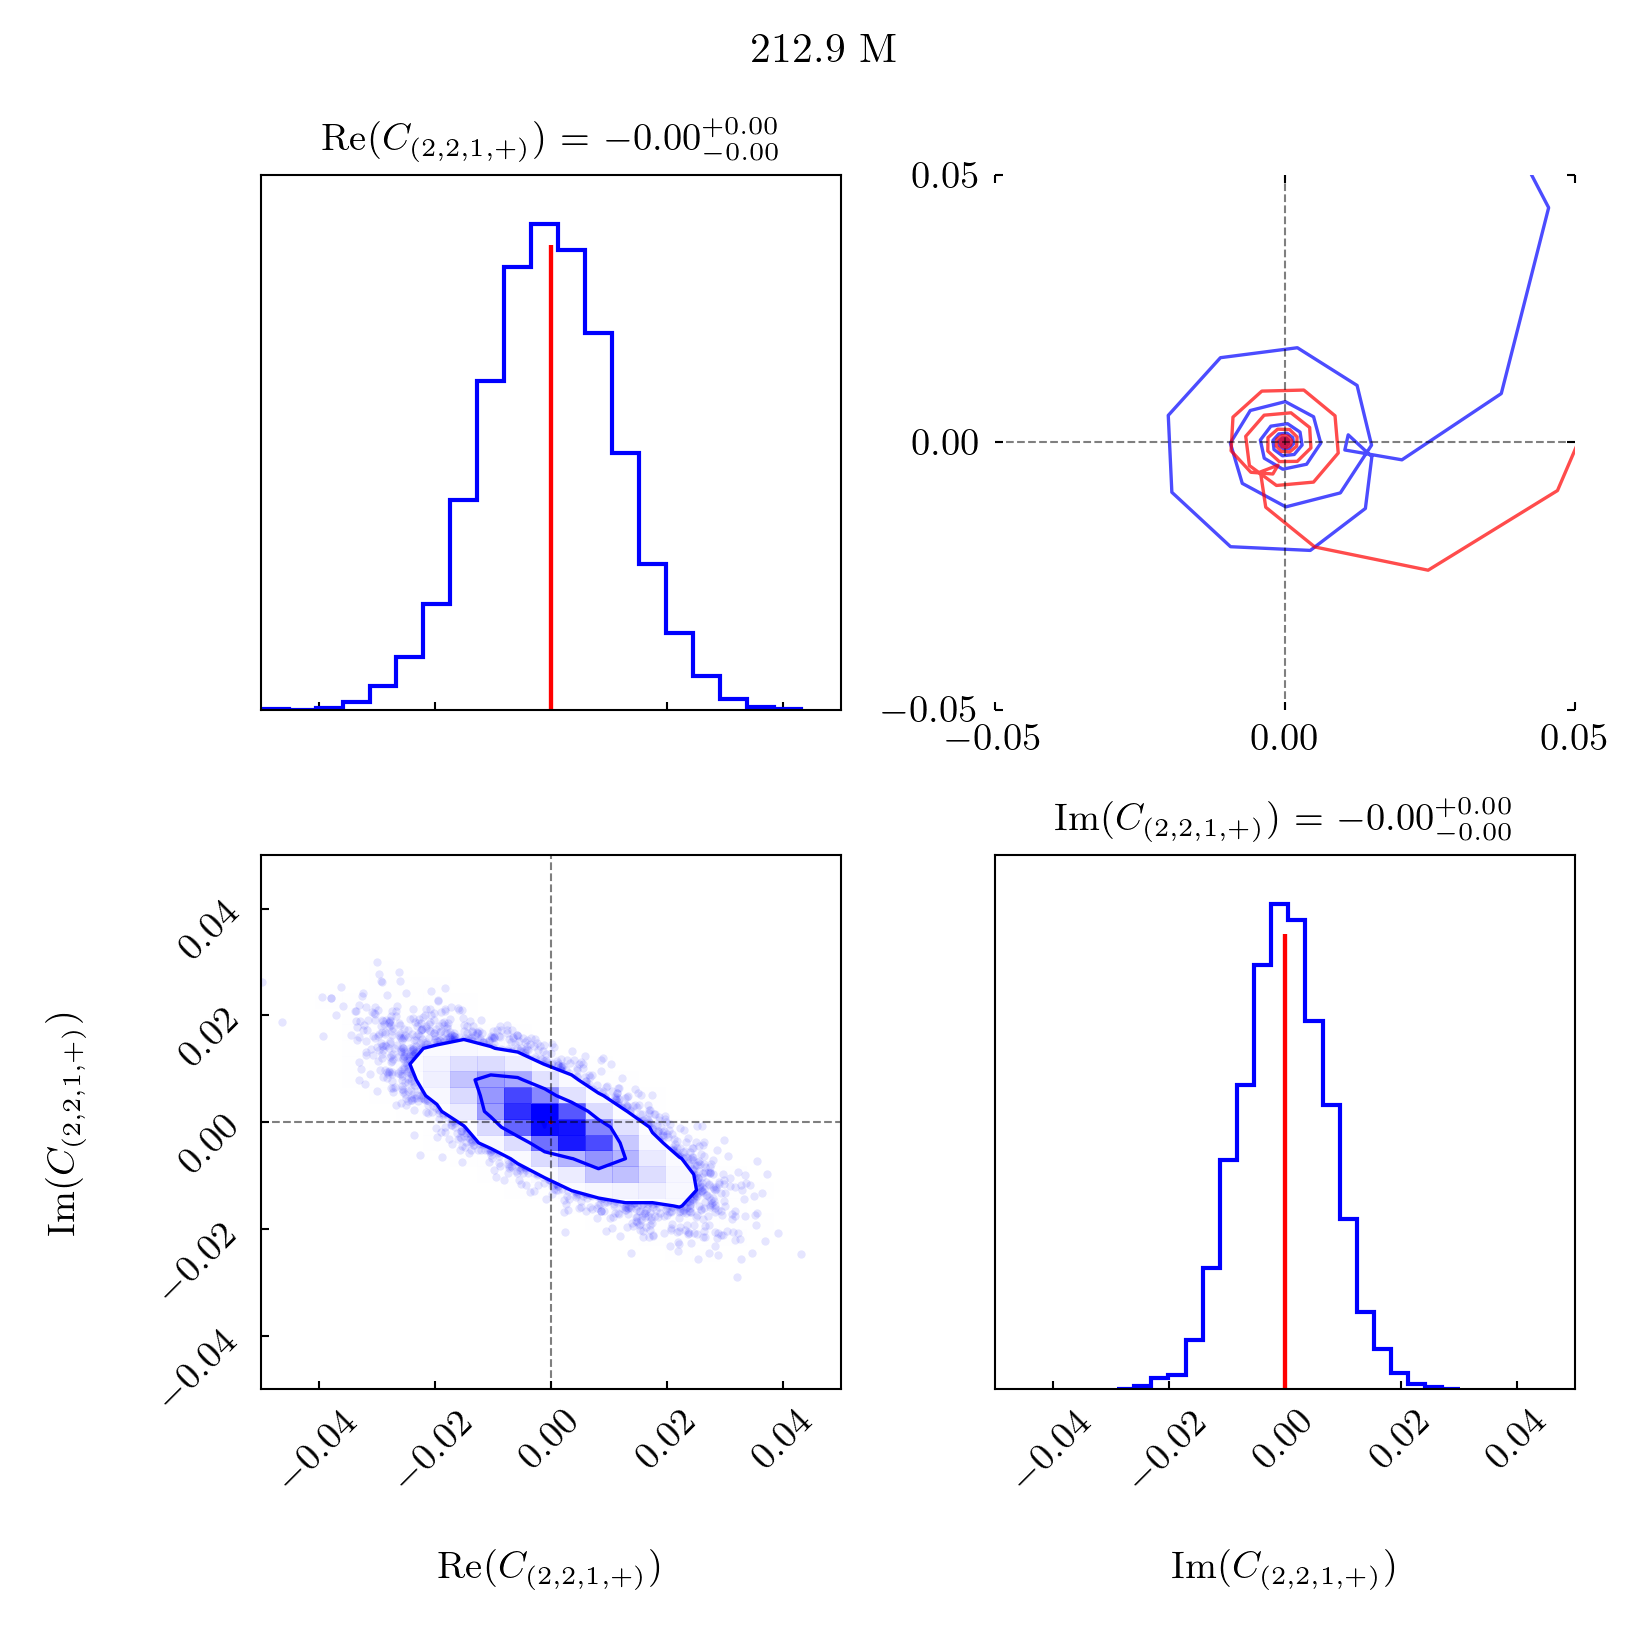 212.9 M
Re(C_{(2,2,1,+)}) = −0.00^{+0.00}_{−0.00}
0.05
0.00
−0.05
−0.05 0.00 0.05
Im(C_{(2,2,1,+)}) = −0.00^{+0.00}_{−0.00}
Im(C_{(2,2,1,+)})
0.04
0.02
0.00
−0.02
−0.04
−0.04 −0.02 0.00 0.02 0.04
Re(C_{(2,2,1,+)})
−0.04 −0.02 0.00 0.02 0.04
Im(C_{(2,2,1,+)})